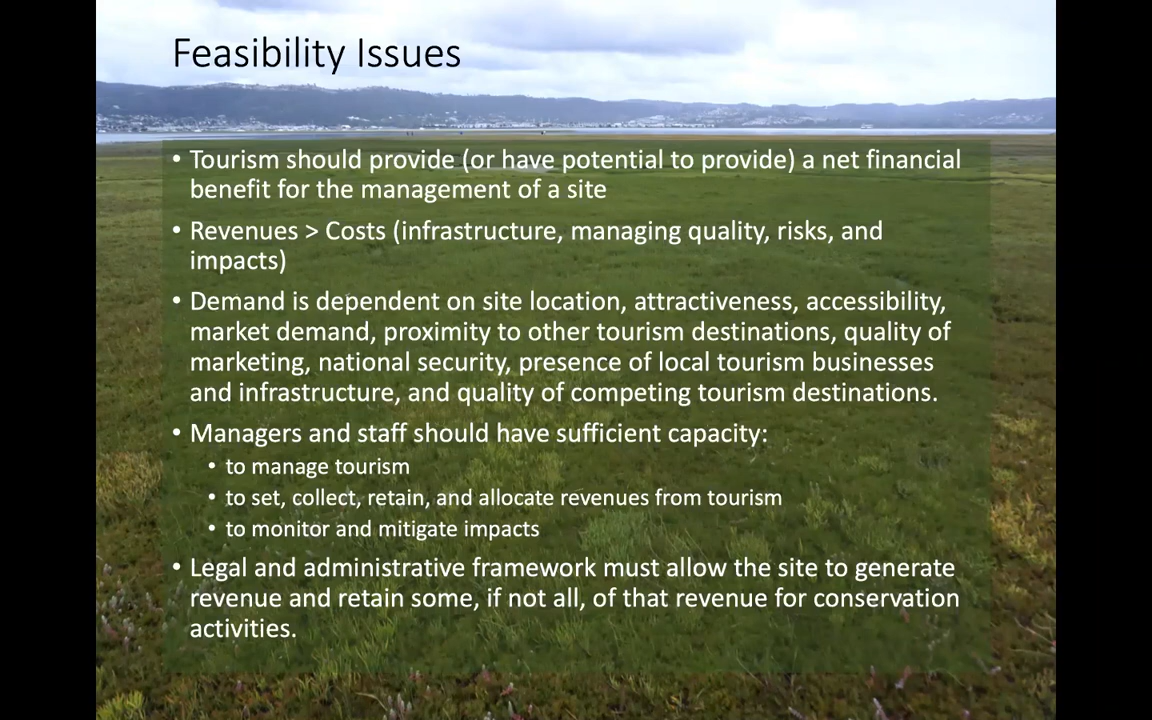 Feasibility Issues
• Tourism should provide (or have potential to provide) a net financial
benefit for the management of a site
• Revenues > Costs (infrastructure, managing quality, risks, and
impacts)
• Demand is dependent on site location, attractiveness, accessibility,
market demand, proximity to other tourism destinations, quality of
marketing, national security, presence of local tourism businesses
and infrastructure, and quality of competing tourism destinations.
• Managers and staff should have sufficient capacity:
• to manage tourism
• to set, collect, retain, and allocate revenues from tourism
• to monitor and mitigate impacts
• Legal and administrative framework must allow the site to generate
revenue and retain some, if not all, of that revenue for conservation
activities.